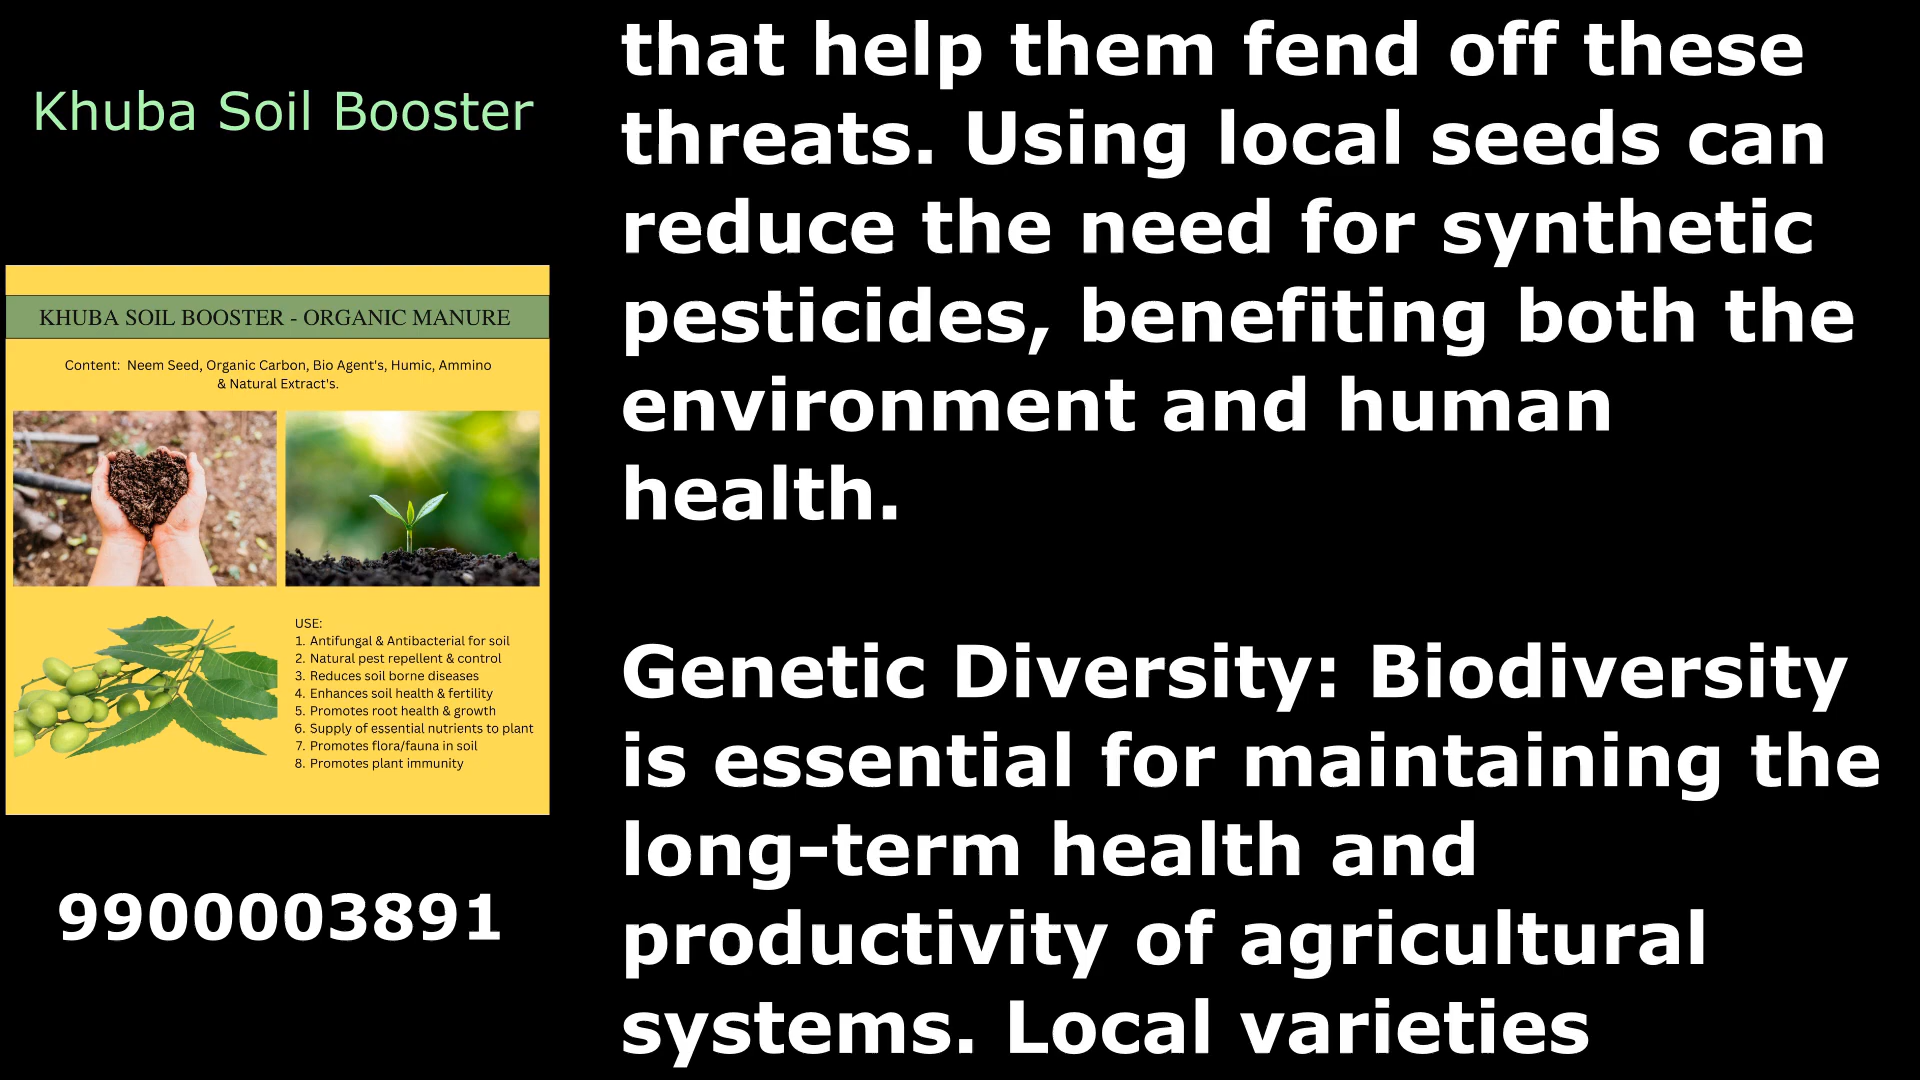 Khuba Soil Booster
KHUBA SOIL BOOSTER - ORGANIC MANURE
Content:  Neem Seed, Organic Carbon, Bio Agent's, Humic, Ammino
& Natural Extract's.
USE:
1. Antifungal & Antibacterial for soil
2. Natural pest repellent & control
3. Reduces soil borne diseases
4. Enhances soil health & fertility
5. Promotes root health & growth
6. Supply of essential nutrients to plant
7. Promotes flora/fauna in soil
8. Promotes plant immunity
9900003891
that help them fend off these
threats. Using local seeds can
reduce the need for synthetic
pesticides, benefiting both the
environment and human
health.
Genetic Diversity: Biodiversity
is essential for maintaining the
long-term health and
productivity of agricultural
systems. Local varieties